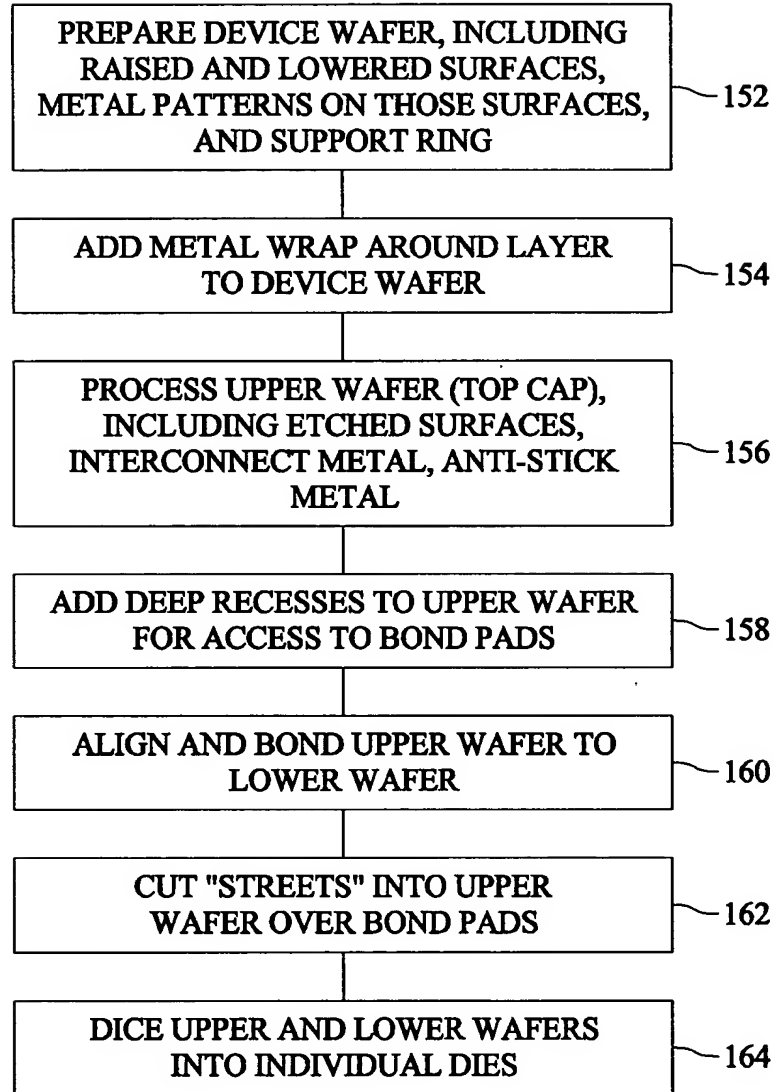 PREPARE DEVICE WAFER, INCLUDING
RAISED AND LOWERED SURFACES,
METAL PATTERNS ON THOSE SURFACES,
AND SUPPORT RING
152
ADD METAL WRAP AROUND LAYER
TO DEVICE WAFER
154
PROCESS UPPER WAFER (TOP CAP),
INCLUDING ETCHED SURFACES,
INTERCONNECT METAL, ANTI-STICK
METAL
156
ADD DEEP RECESSES TO UPPER WAFER
FOR ACCESS TO BOND PADS
158
ALIGN AND BOND UPPER WAFER TO
LOWER WAFER
160
CUT "STREETS" INTO UPPER
WAFER OVER BOND PADS
162
DICE UPPER AND LOWER WAFERS
INTO INDIVIDUAL DIES
164